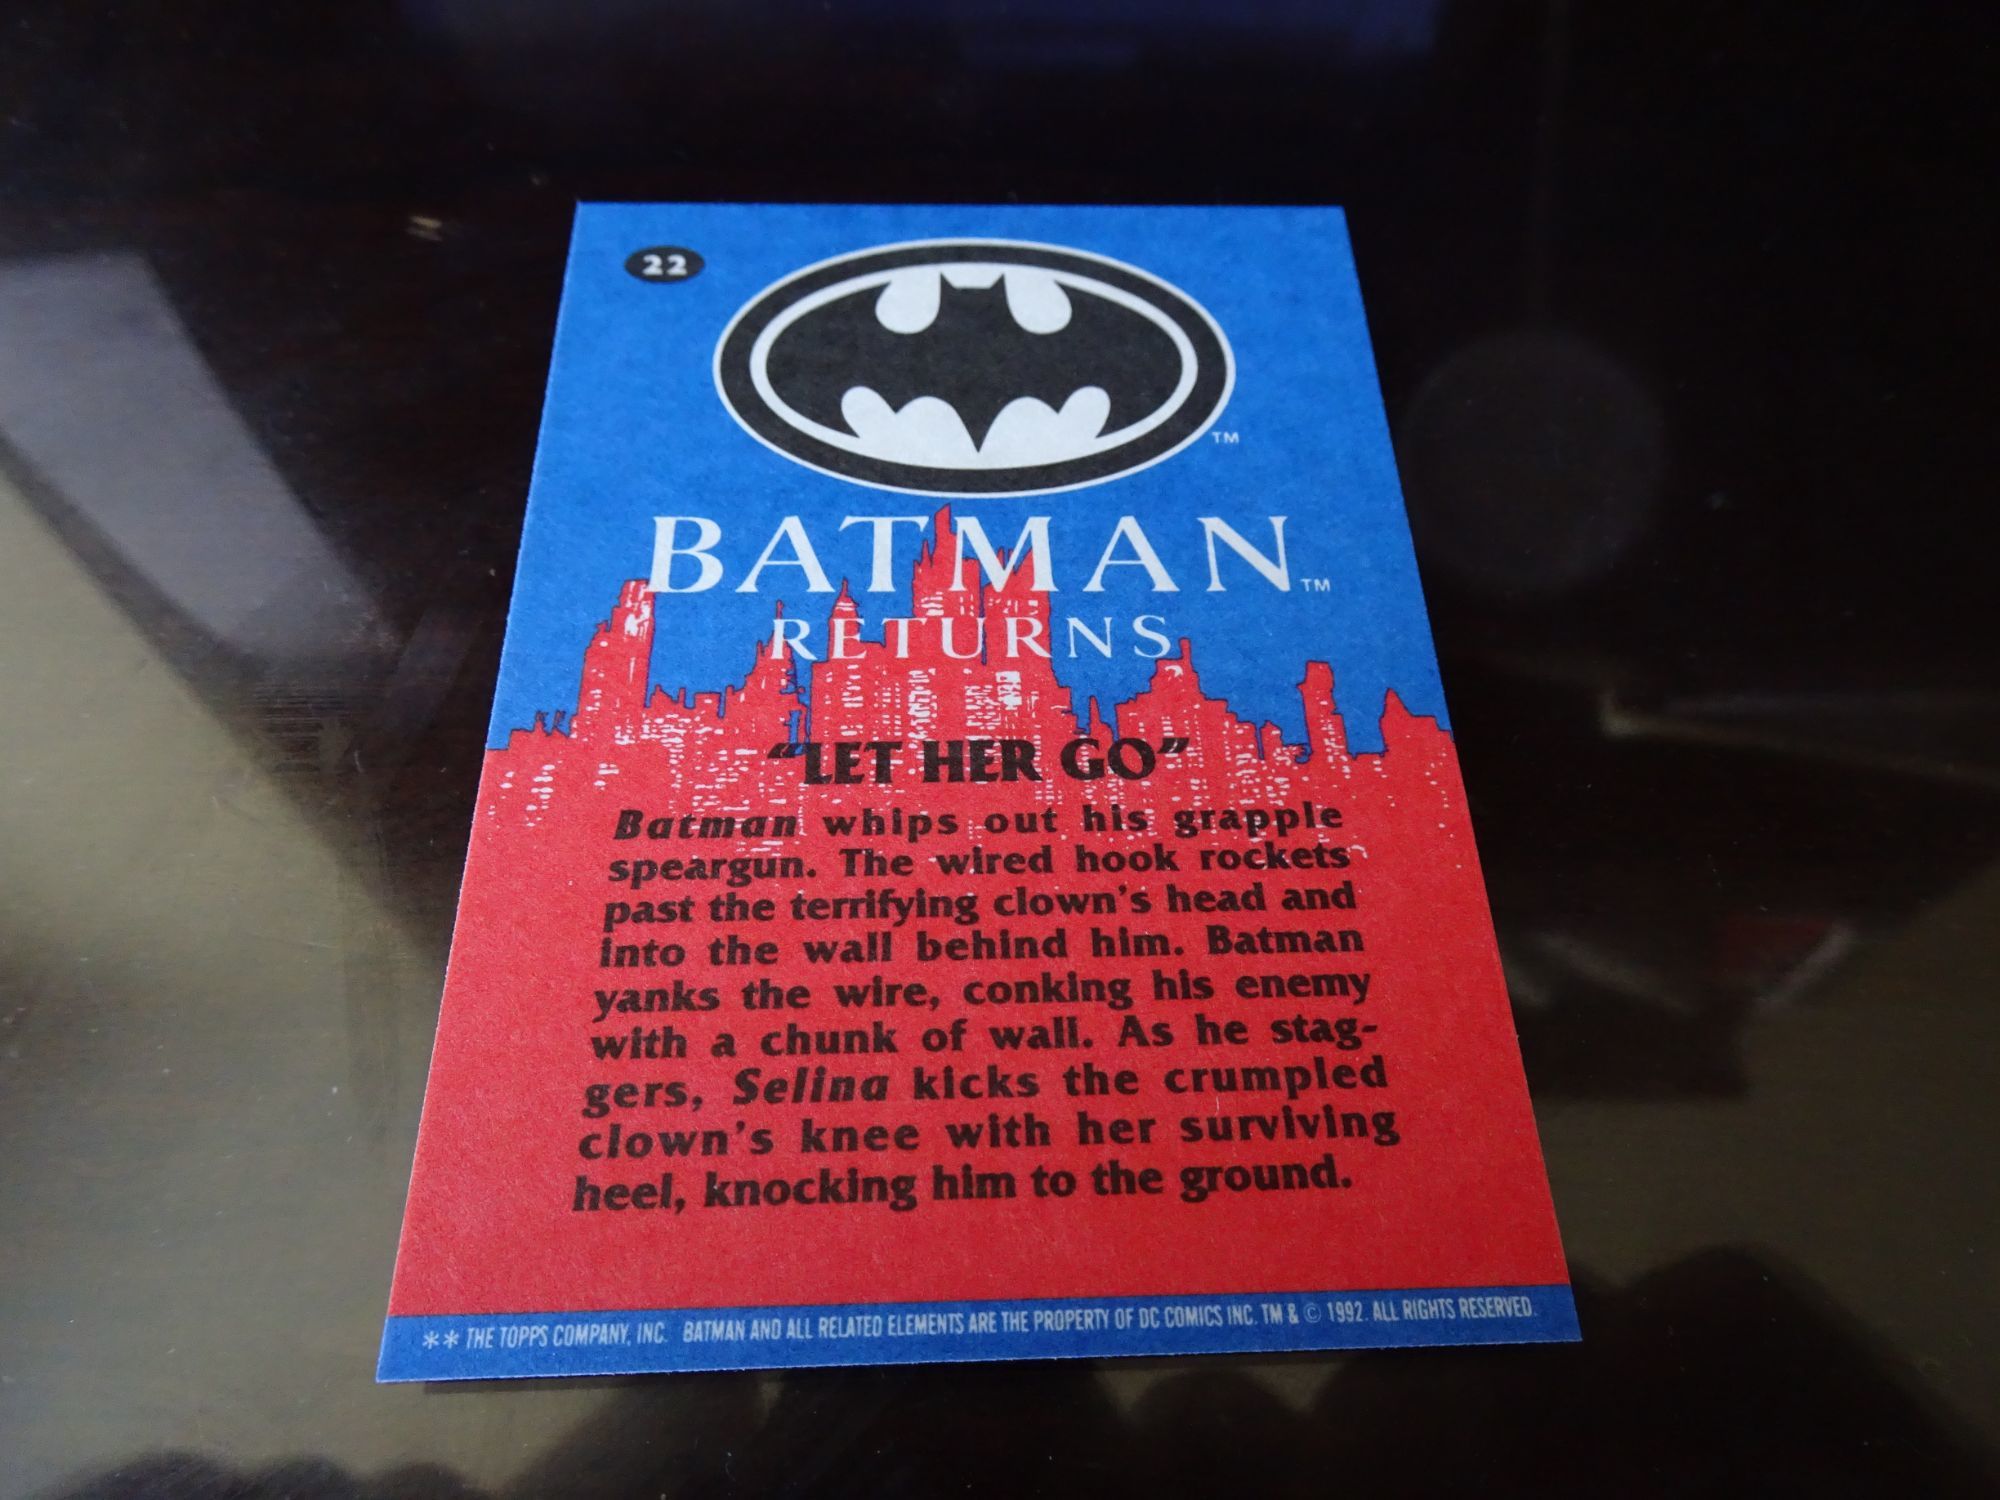 22
TM
BATMAN TM
RETURNS
"LET HER GO"
Batman whips out his grapple
speargun. The wired hook rockets
past the terrifying clown's head and
into the wall behind him. Batman
yanks the wire, conking his enemy
with a chunk of wall. As he stag-
gers, Selina kicks the crumpled
clown's knee with her surviving
heel, knocking him to the ground.
** THE TOPPS COMPANY, INC. BATMAN AND ALL RELATED ELEMENTS ARE THE PROPERTY OF DC COMICS INC. TM & © 1992. ALL RIGHTS RESERVED.